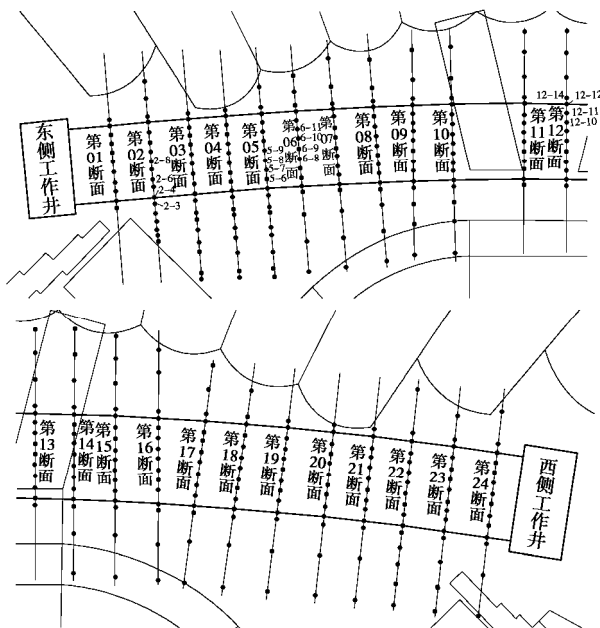 东侧工作井
第01断面
第02断面
2-8
2-6
2-4
2-3
第03断面
第04断面
第05断面
5-9
5-8
5-7
5-6
第06断面
6-11
6-10
6-9
6-8
第07断面
第08断面
第09断面
第10断面
第11断面
第12断面
12-14
12-12
12-11
12-10
第13断面
第14断面
第15断面
第16断面
第17断面
第18断面
第19断面
第20断面
第21断面
第22断面
第23断面
第24断面
西侧工作井